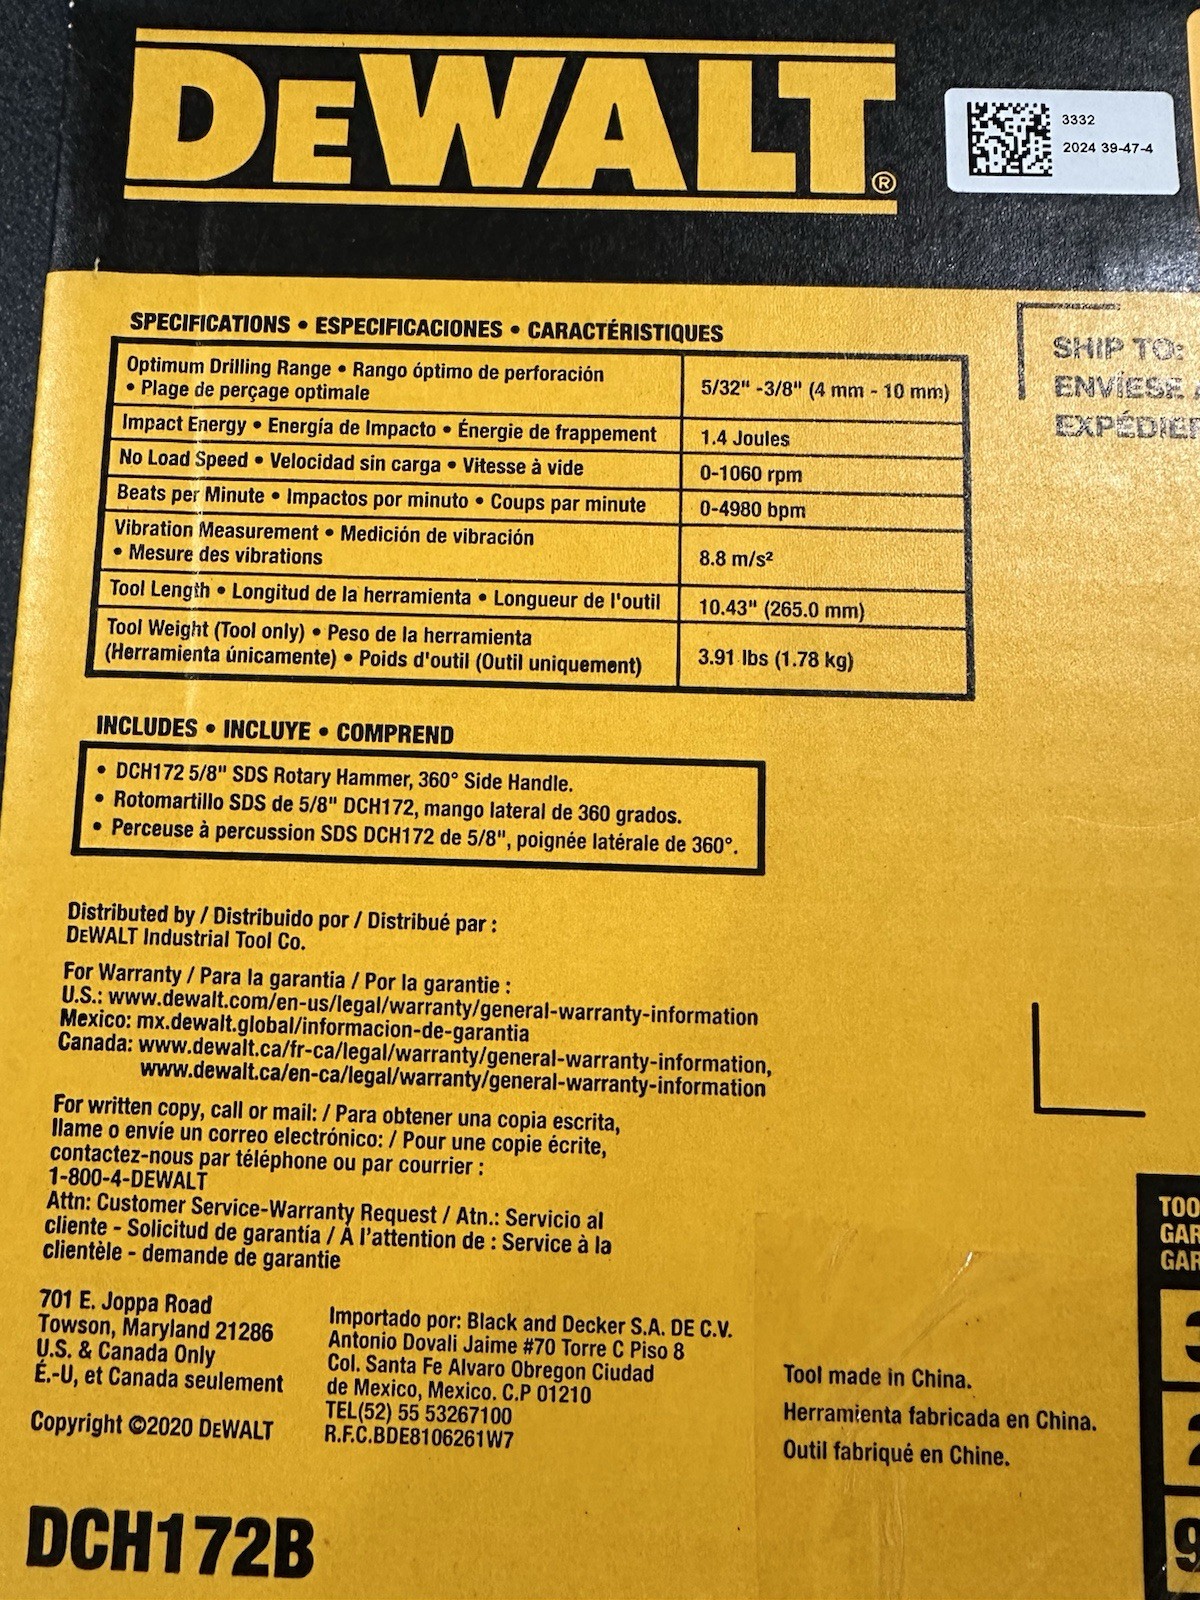 DEWALT®
3332
2024 39-47-4
SPECIFICATIONS • ESPECIFICACIONES • CARACTÉRISTIQUES
Optimum Drilling Range • Rango óptimo de perforación
• Plage de perçage optimale
5/32" -3/8" (4 mm - 10 mm)
Impact Energy • Energía de Impacto • Énergie de frappement
1.4 Joules
No Load Speed • Velocidad sin carga • Vitesse à vide
0-1060 rpm
Beats per Minute • Impactos por minuto • Coups par minute
0-4980 bpm
Vibration Measurement • Medición de vibración
• Mesure des vibrations
8.8 m/s²
Tool Length • Longitud de la herramienta • Longueur de l'outil
10.43" (265.0 mm)
Tool Weight (Tool only) • Peso de la herramienta
(Herramienta únicamente) • Poids d'outil (Outil uniquement)
3.91 lbs (1.78 kg)
SHIP TO:
ENVÍESE
INCLUDES • INCLUYE • COMPREND
• DCH172 5/8" SDS Rotary Hammer, 360° Side Handle.
• Rotomartillo SDS de 5/8" DCH172, mango lateral de 360 grados.
• Perceuse à percussion SDS DCH172 de 5/8", poignée latérale de 360°.
Distributed by / Distribuido por / Distribué par :
DEWALT Industrial Tool Co.
For Warranty / Para la garantia / Por la garantie :
U.S.: www.dewalt.com/en-us/legal/warranty/general-warranty-information
Mexico: mx.dewalt.global/informacion-de-garantia
Canada: www.dewalt.ca/fr-ca/legal/warranty/general-warranty-information,
www.dewalt.ca/en-ca/legal/warranty/general-warranty-information
For written copy, call or mail: / Para obtener una copia escrita,
llame o envíe un correo electrónico: / Pour une copie écrite,
contactez-nous par téléphone ou par courrier :
1-800-4-DEWALT
Attn: Customer Service-Warranty Request / Atn.: Servicio al
cliente - Solicitud de garantía / À l'attention de : Service à la
clientèle - demande de garantie
701 E. Joppa Road
Towson, Maryland 21286
U.S. & Canada Only
É.-U, et Canada seulement
Copyright ©2020 DEWALT
Importado por: Black and Decker S.A. DE C.V.
Antonio Dovali Jaime #70 Torre C Piso 8
Col. Santa Fe Alvaro Obregon Ciudad
de Mexico, Mexico. C.P 01210
TEL(52) 55 53267100
R.F.C.BDE8106261W7
Tool made in China.
Herramienta fabricada en China.
Outil fabriqué en Chine.
DCH172B